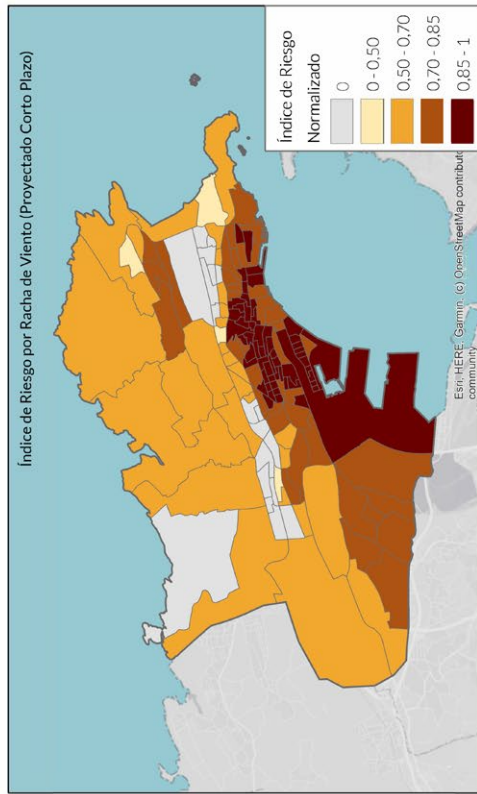 Índice de Riesgo por Racha de Viento (Proyectado Corto Plazo)
Índice de Riesgo
Normalizado
0
0 - 0,50
0,50 - 0,70
0,70 - 0,85
0,85 - 1
Esri, HERE, Garmin, (c) OpenStreetMap contributo
community